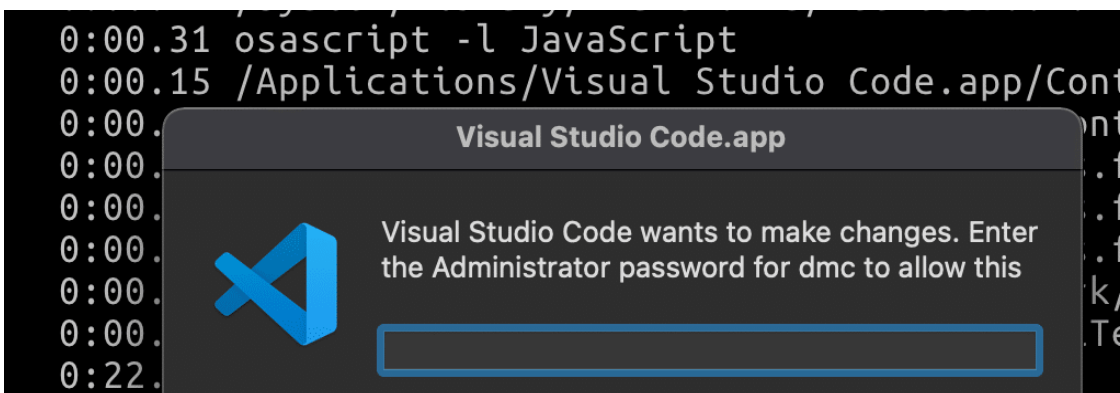 0:00.31 osascript -l JavaScript
0:00.15 /Applications/Visual Studio Code.app/Cont
0:00.
0:00.
0:00.
0:00.
0:00.
0:00.
0:22.
Visual Studio Code.app
Visual Studio Code wants to make changes. Enter
the Administrator password for dmc to allow this